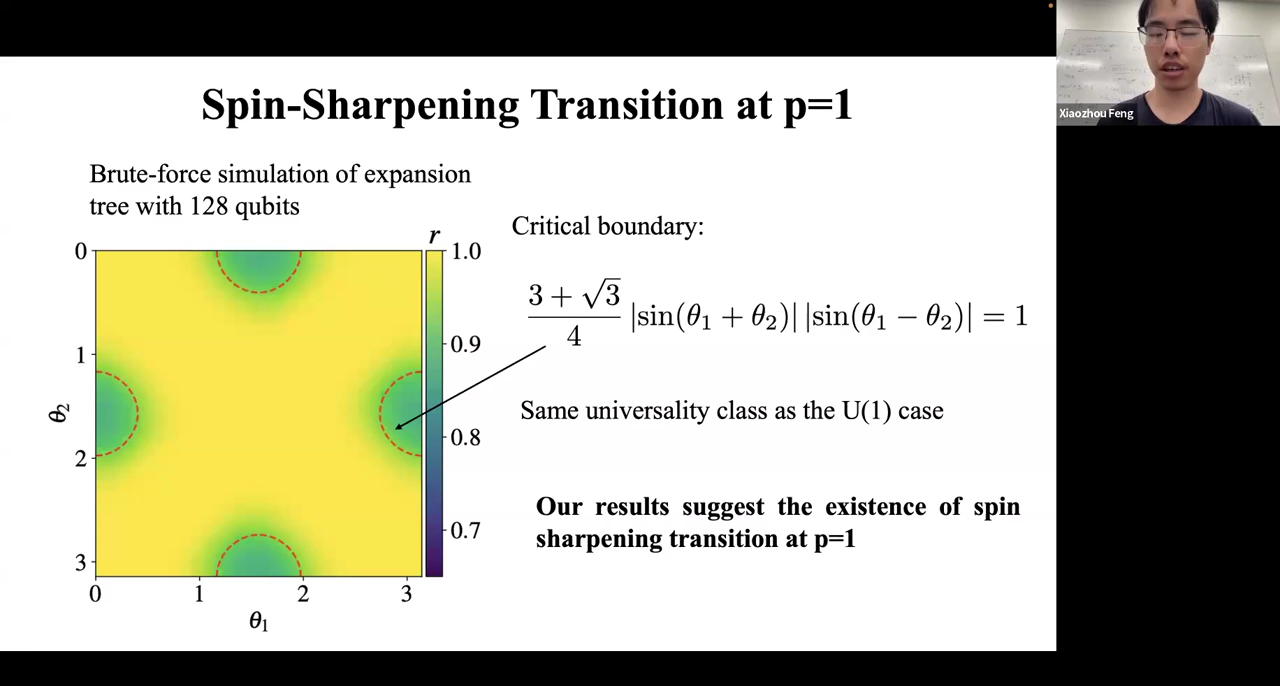 Spin-Sharpening Transition at p=1
Xiaozhou Feng
Brute-force simulation of expansion
tree with 128 qubits
Critical boundary:
r
0
1
2
3
θ₂
0
1
2
3
θ₁
1.0
0.9
0.8
0.7
(3 + √3)/4 |sin(θ₁ + θ₂)| |sin(θ₁ − θ₂)| = 1
Same universality class as the U(1) case
Our results suggest the existence of spin
sharpening transition at p=1